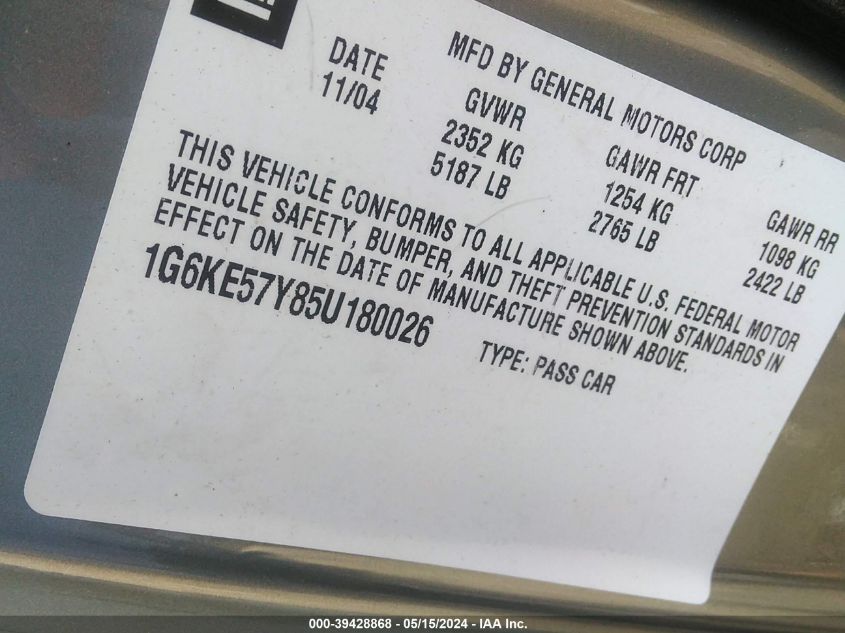 MFD BY GENERAL MOTORS CORP
DATE
11/04
GVWR
2352 KG
5187 LB
GAWR FRT
1254 KG
2765 LB
GAWR RR
1098 KG
2422 LB
THIS VEHICLE CONFORMS TO ALL APPLICABLE U.S. FEDERAL MOTOR
VEHICLE SAFETY, BUMPER, AND THEFT PREVENTION STANDARDS IN
EFFECT ON THE DATE OF MANUFACTURE SHOWN ABOVE.
1G6KE57Y85U180026
TYPE: PASS CAR
000-39428868 - 05/15/2024 - IAA Inc.